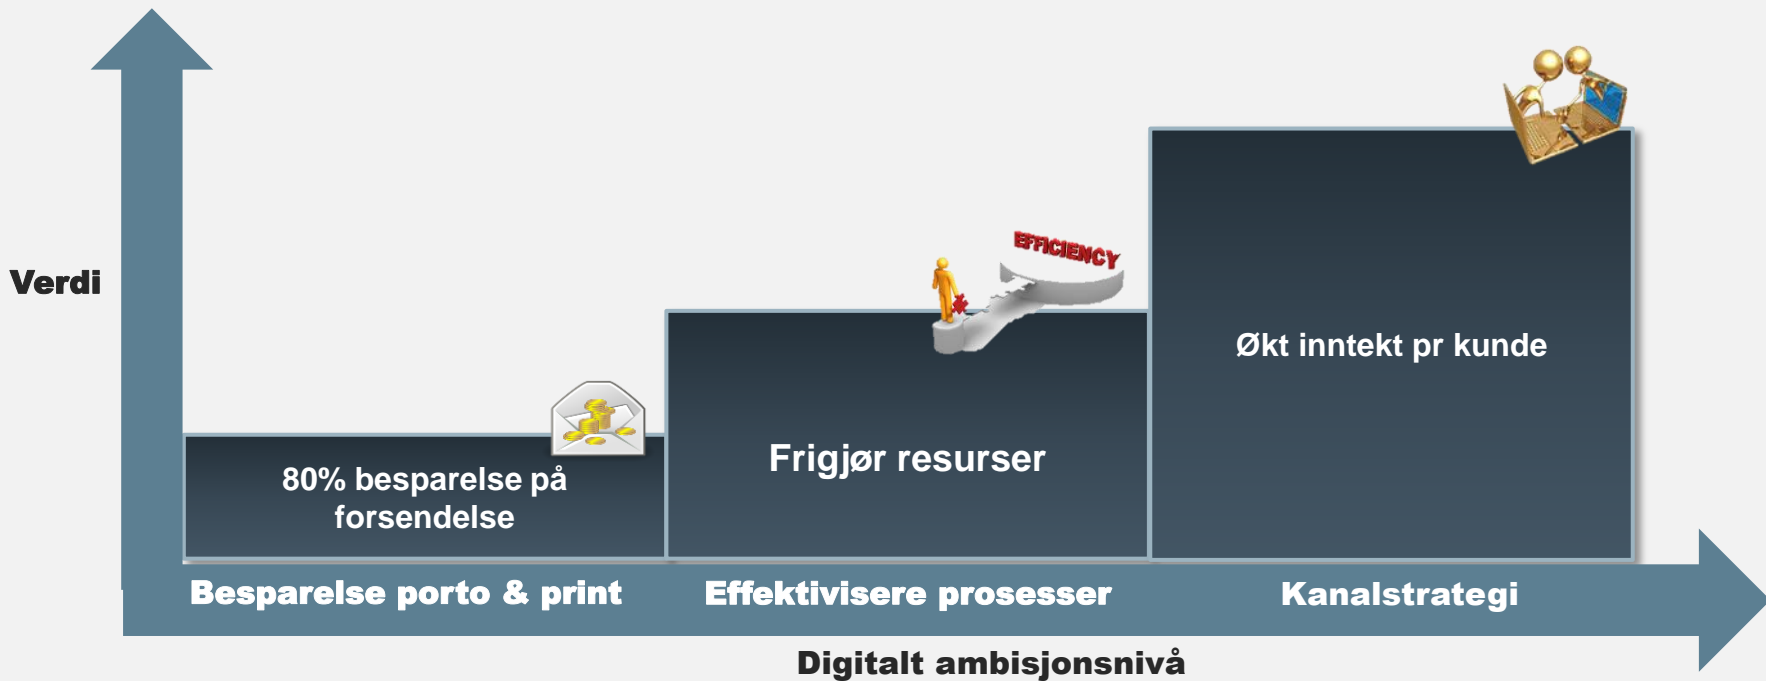 EFFICIENCY
Verdi
Økt inntekt pr kunde
Frigjør resurser
80% besparelse på
forsendelse
Besparelse porto & print
Effektivisere prosesser
Kanalstrategi
Digitalt ambisjonsnivå